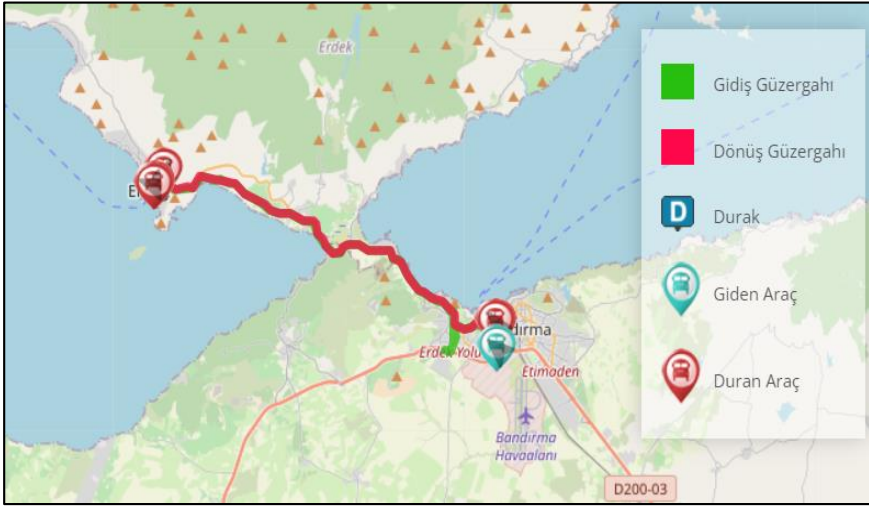 Erdek
Gidiş Güzergahı
Dönüş Güzergahı
D
Durak
Giden Araç
Duran Araç
Erdek Yolu
Etimaden
Bandırma
Havaalanı
D200-03